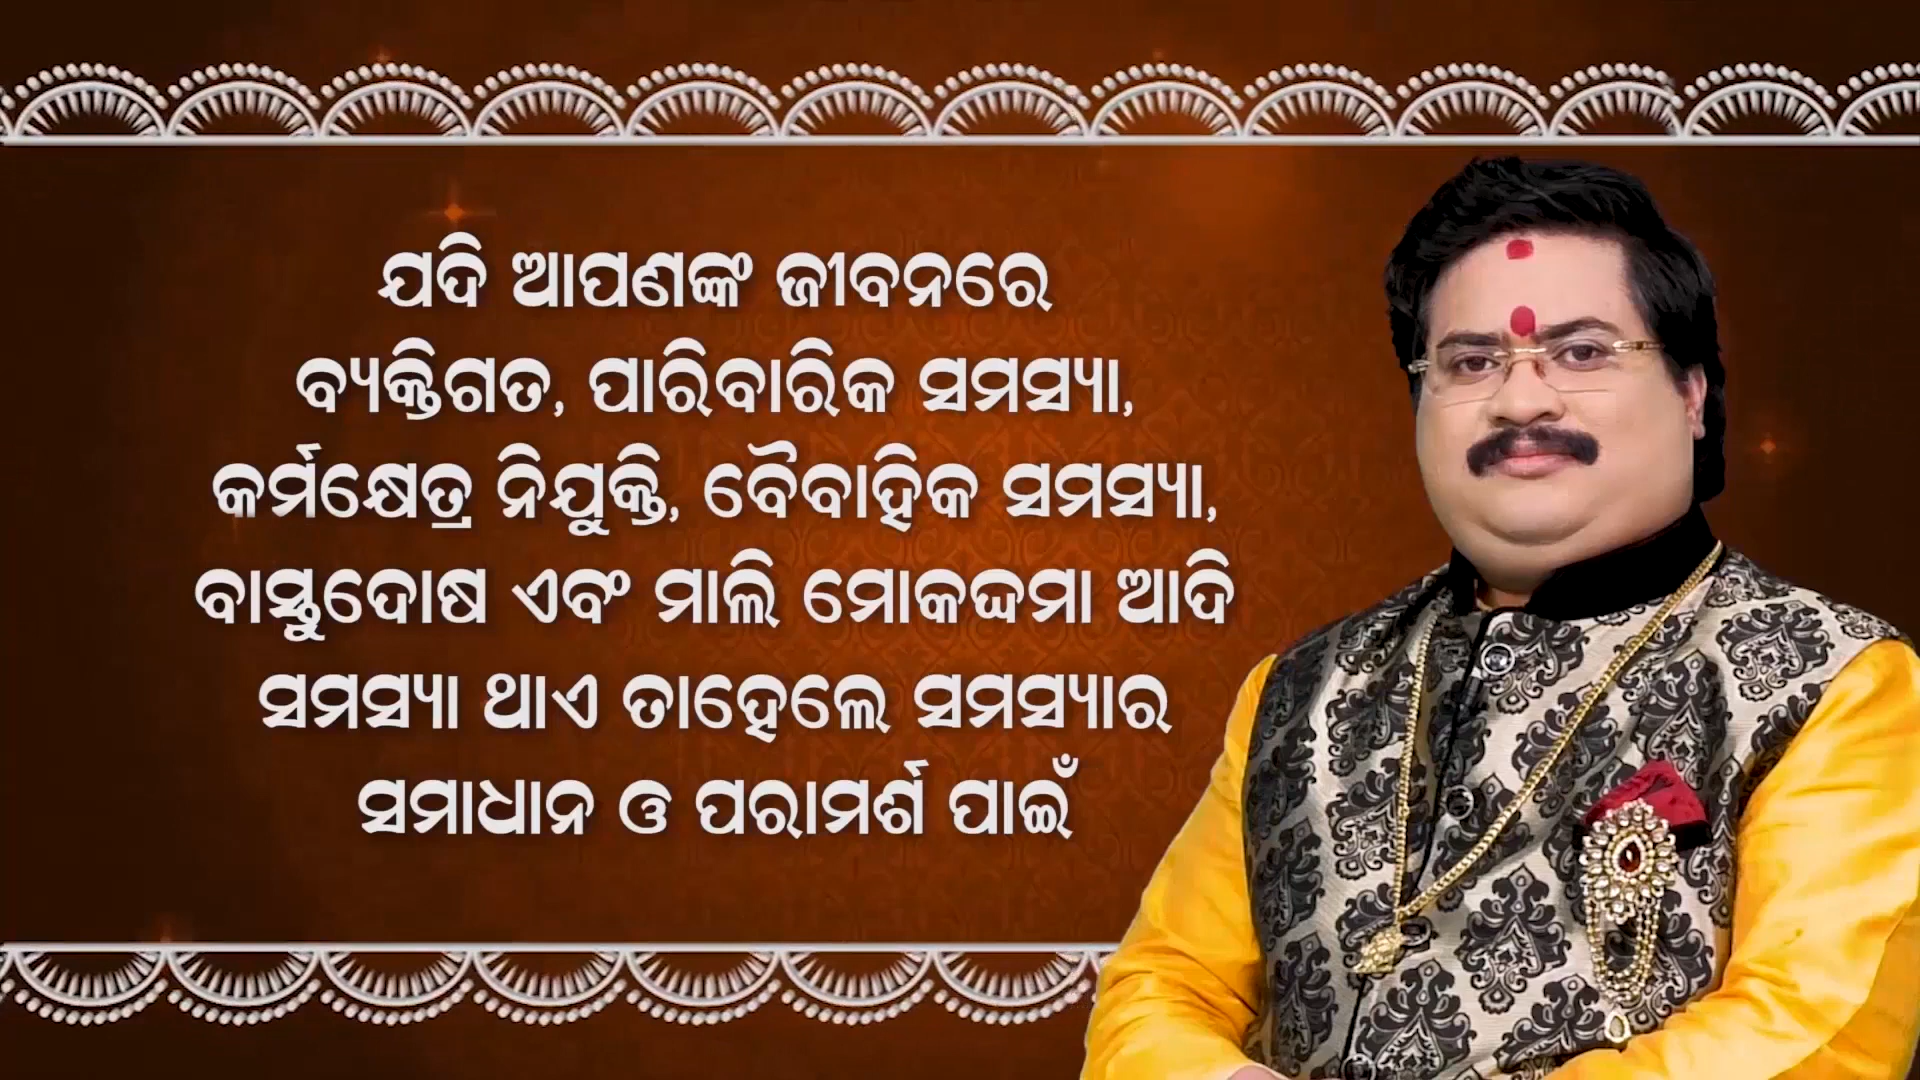 ଯଦି ଆପଣଙ୍କ ଜୀବନରେ
ବ୍ୟକ୍ତିଗତ, ପାରିବାରିକ ସମସ୍ୟା,
କର୍ମକ୍ଷେତ୍ର ନିଯୁକ୍ତି, ବୈବାହିକ ସମସ୍ୟା,
ବାସ୍ତୁଦୋଷ ଏବଂ ମାଲି ମୋକଦ୍ଦମା ଆଦି
ସମସ୍ୟା ଥାଏ ତାହେଲେ ସମସ୍ୟାର
ସମାଧାନ ଓ ପରାମର୍ଶ ପାଇଁ